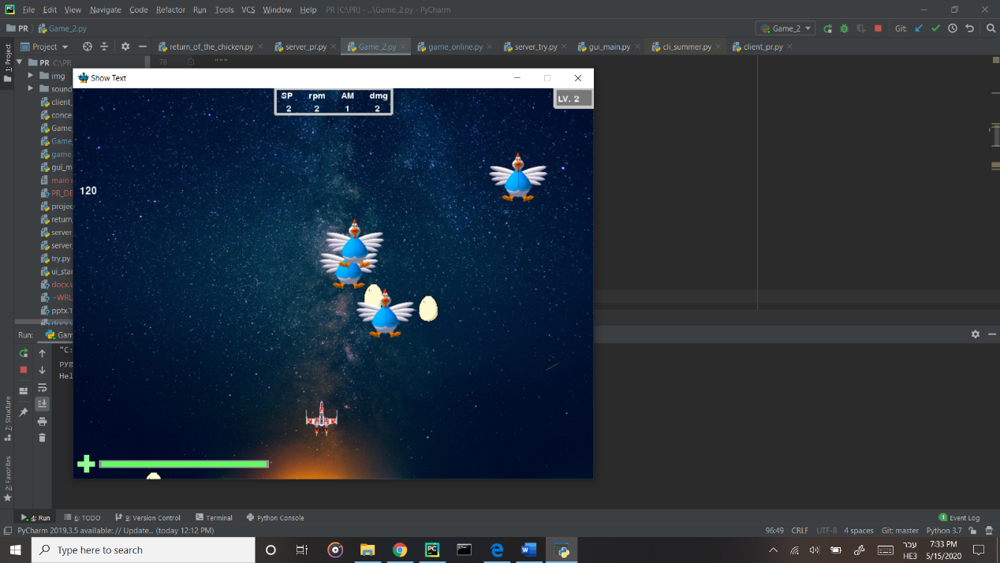 File Edit View Navigate Code Refactor Run Tools VCS Window Help PR [C:\PR] - ...\Game_2.py - PyCharm
PR Game_2.py Game_2 Git:
Project return_of_the_chicken.py server_pr.py Game_2.py game_online.py server_try.py gui_main.py cli_summer.py client_pr.py
1: Project
PR C:\PR 78 """
img
sound
client_
conce
Game_
Game_
game_
gui_m
main
PR_DE
projec
return_
server_
server_
try.py
ui_star
docx.W
~WRL
pptx.T
Show Text
SP rpm AM dmg
2 2 1 2
LV. 2
120
Run: Gam
"C:
pyg
Hel
Z: Structure
2: Favorites
4: Run 6: TODO 9: Version Control Terminal Python Console 1 Event Log
PyCharm 2019.3.5 available: // Update... (today 12:12 PM) 96:49 CRLF UTF-8 4 spaces Git: master Python 3.7
Type here to search
עבר 7:33 PM
HE3 5/15/2020